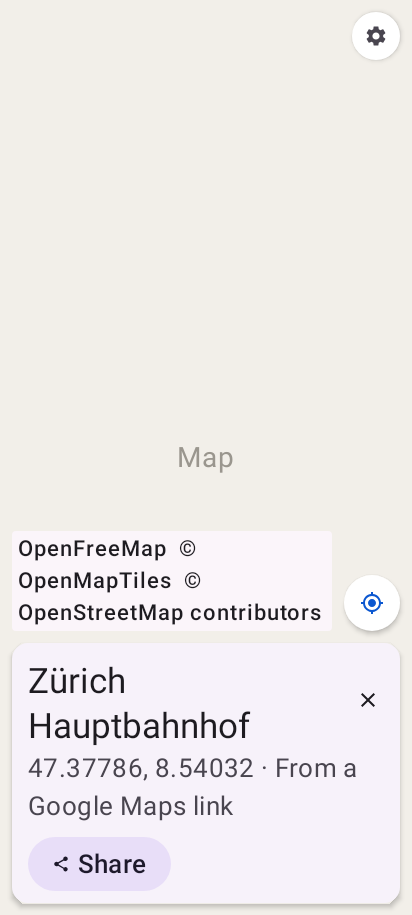 Map
OpenFreeMap ©
OpenMapTiles ©
OpenStreetMap contributors
Zürich
Hauptbahnhof
47.37786, 8.54032 · From a
Google Maps link
Share